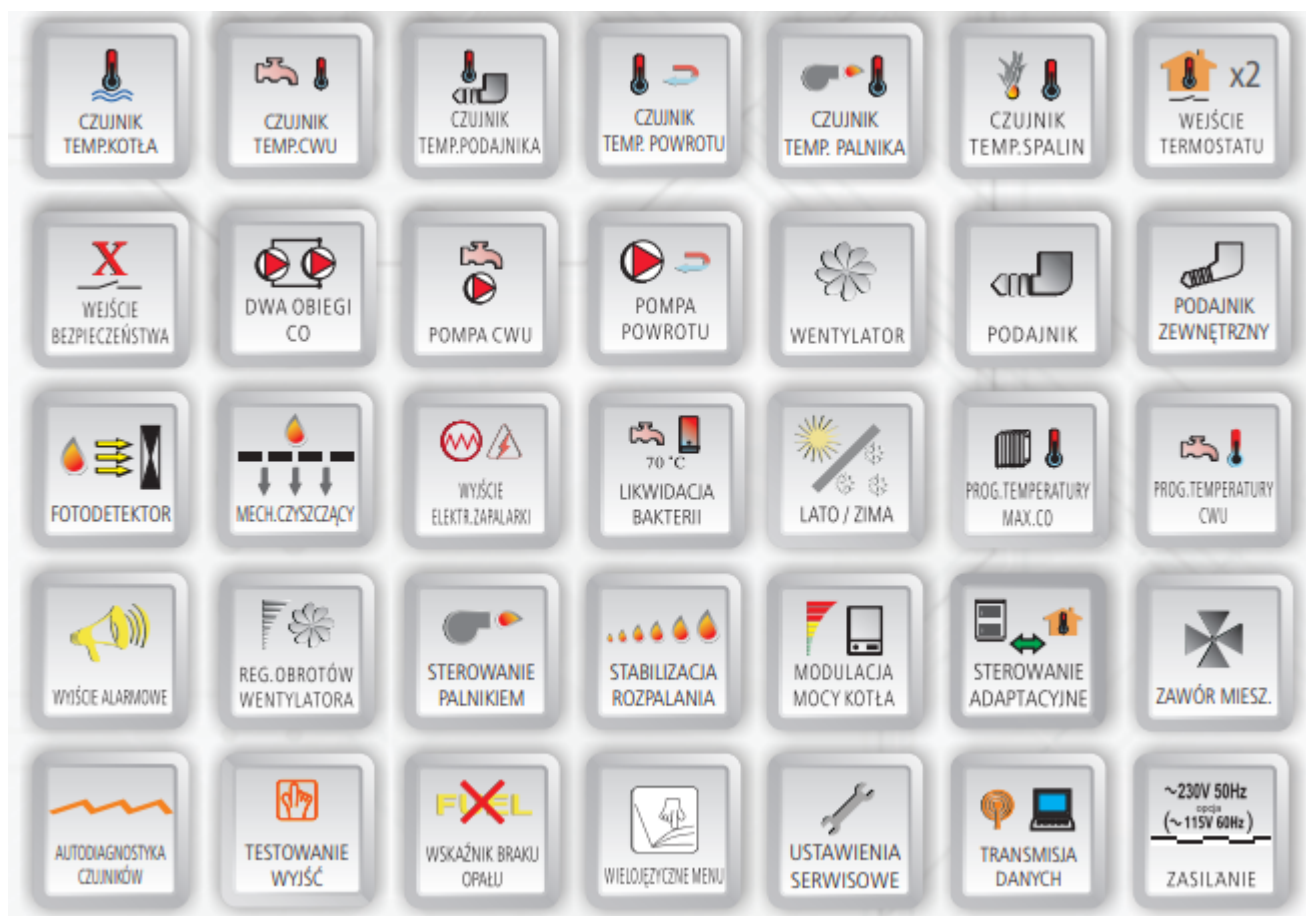 CZUJNIK
TEMP.KOTŁA
CZUJNIK
TEMP.CWU
CZUJNIK
TEMP.PODAJNIKA
CZUJNIK
TEMP. POWROTU
CZUJNIK
TEMP. PALNIKA
CZUJNIK
TEMP.SPALIN
x2
WEJŚCIE
TERMOSTATU
X
WEJŚCIE
BEZPIECZEŃSTWA
DWA OBIEGI
CO
POMPA CWU
POMPA
POWROTU
WENTYLATOR
PODAJNIK
PODAJNIK
ZEWNĘTRZNY
FOTODETEKTOR
MECH.CZYSZCZĄCY
WYJŚCIE
ELEKTR.ZAPALARKI
70 °C
LIKWIDACJA
BAKTERII
LATO / ZIMA
PROG.TEMPERATURY
MAX.CO
PROG.TEMPERATURY
CWU
WYJŚCIE ALARMOWE
REG.OBROTÓW
WENTYLATORA
STEROWANIE
PALNIKIEM
STABILIZACJA
ROZPALANIA
MODULACJA
MOCY KOTŁA
STEROWANIE
ADAPTACYJNE
ZAWÓR MIESZ.
AUTODIAGNOSTYKA
CZUJNIKÓW
TESTOWANIE
WYJŚĆ
FUEL
WSKAŹNIK BRAKU
OPAŁU
WIELOJĘZYCZNE MENU
USTAWIENIA
SERWISOWE
TRANSMISJA
DANYCH
~230V 50Hz
opcja
(~115V 60Hz)
ZASILANIE